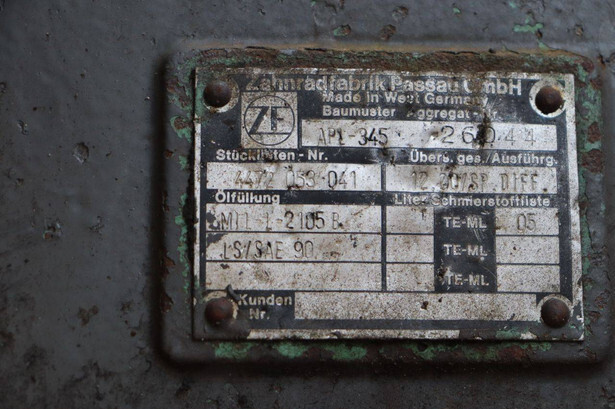 Zahnradfabrik Passau GmbH
Made in West Germany
ZF
Baumuster Aggregat-Nr.
APL-345 26044
Stücklisten-Nr. Übers. ges./Ausführg.
4472 053 041 DIFF
Ölfüllung Liter Schmierstoffliste
MIL-L-2105 B TE-ML 05
LS/SAE 90 TE-ML
TE-ML
Kunden
Nr.